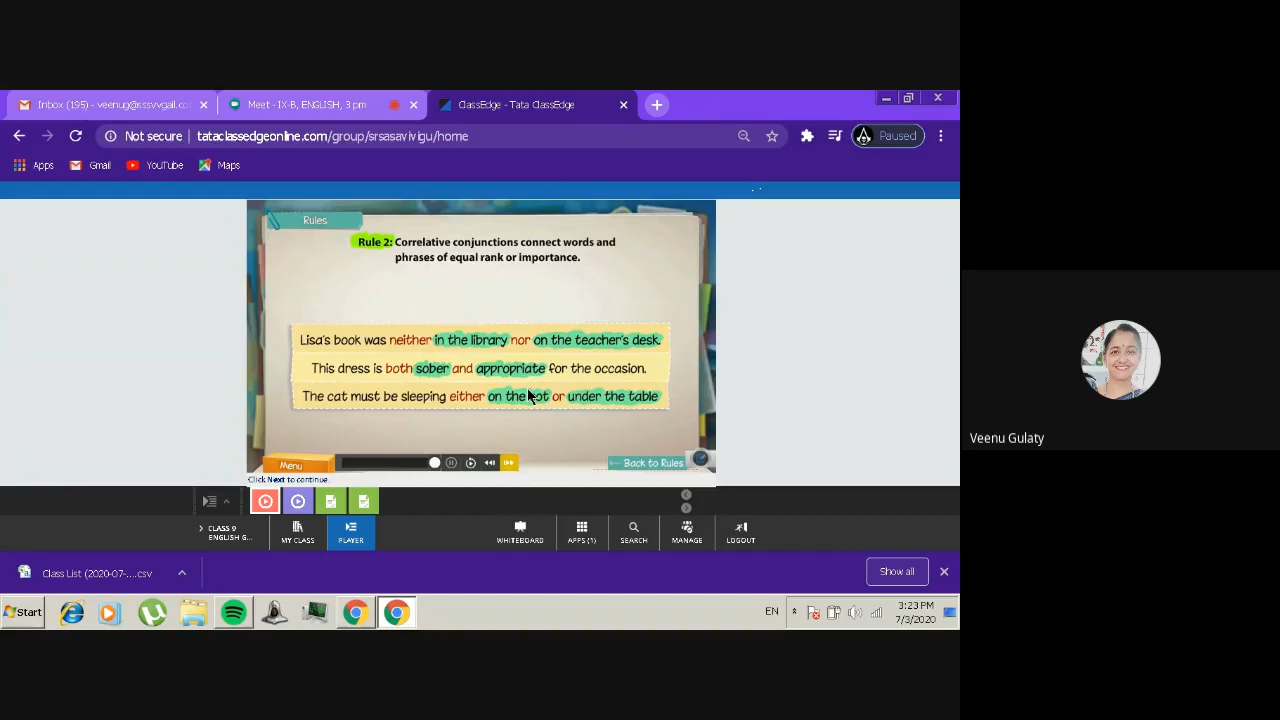 Inbox (195) - veenug@sssvvgail.co
Meet - IX-B, ENGLISH, 3 pm
ClassEdge - Tata ClassEdge
Not secure | tataclassedgeonline.com/group/srsasavivigu/home
Paused
Apps
Gmail
YouTube
Maps
Rules
Rule 2: Correlative conjunctions connect words and
phrases of equal rank or importance.
Lisa's book was neither in the library nor on the teacher's desk.
This dress is both sober and appropriate for the occasion.
The cat must be sleeping either on the cot or under the table
Menu
Back to Rules
Click Next to continue.
CLASS 9
ENGLISH G...
MY CLASS
PLAYER
WHITEBOARD
APPS (1)
SEARCH
MANAGE
LOGOUT
Class List (2020-07-....csv
Show all
Start
EN
3:23 PM
7/3/2020
Veenu Gulaty